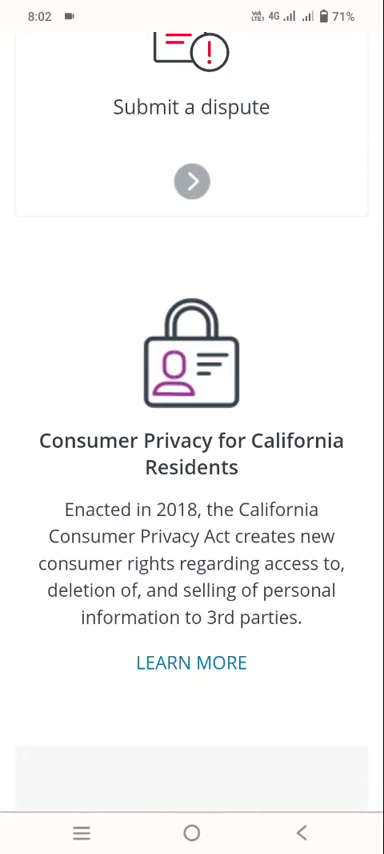 8:02
VoLTE1 4G 71%
Submit a dispute
Consumer Privacy for California
Residents
Enacted in 2018, the California
Consumer Privacy Act creates new
consumer rights regarding access to,
deletion of, and selling of personal
information to 3rd parties.
LEARN MORE